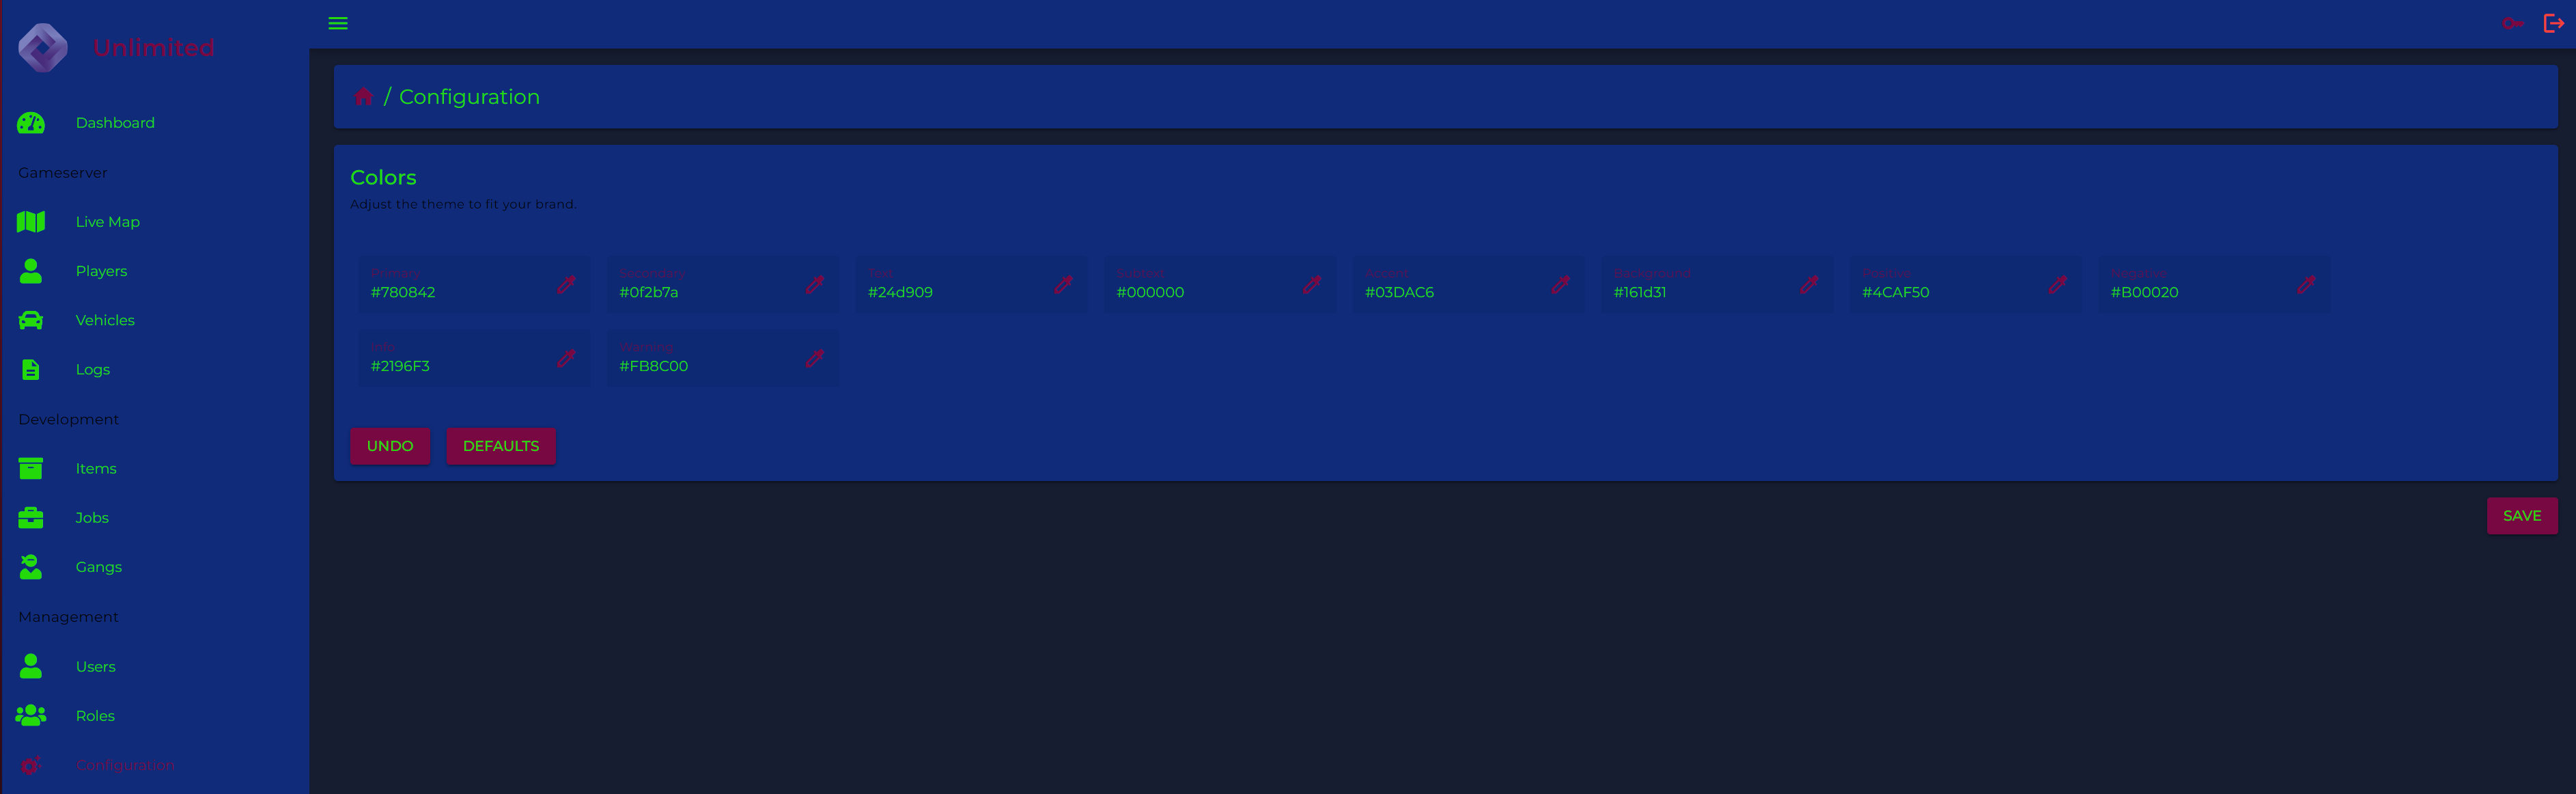 Unlimited
Dashboard
Gameserver
Live Map
Players
Vehicles
Logs
Development
Items
Jobs
Gangs
Management
Users
Roles
Configuration
/ Configuration
Colors
Adjust the theme to fit your brand.
Primary
#780842
Secondary
#0f2b7a
Text
#24d909
Subtext
#000000
Accent
#03DAC6
Background
#161d31
Positive
#4CAF50
Negative
#B00020
Info
#2196F3
Warning
#FB8C00
UNDO
DEFAULTS
SAVE